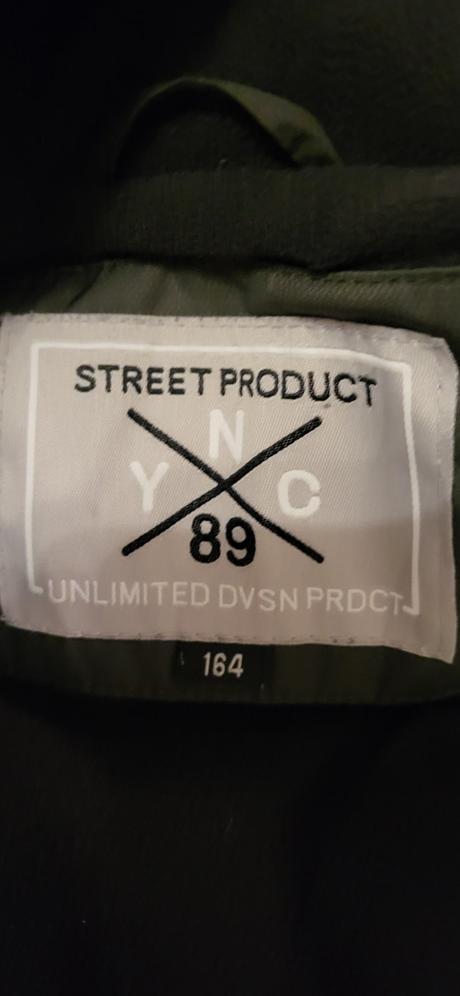 STREET PRODUCT
N
Y C
89
UNLIMITED DVSN PRDCT
164